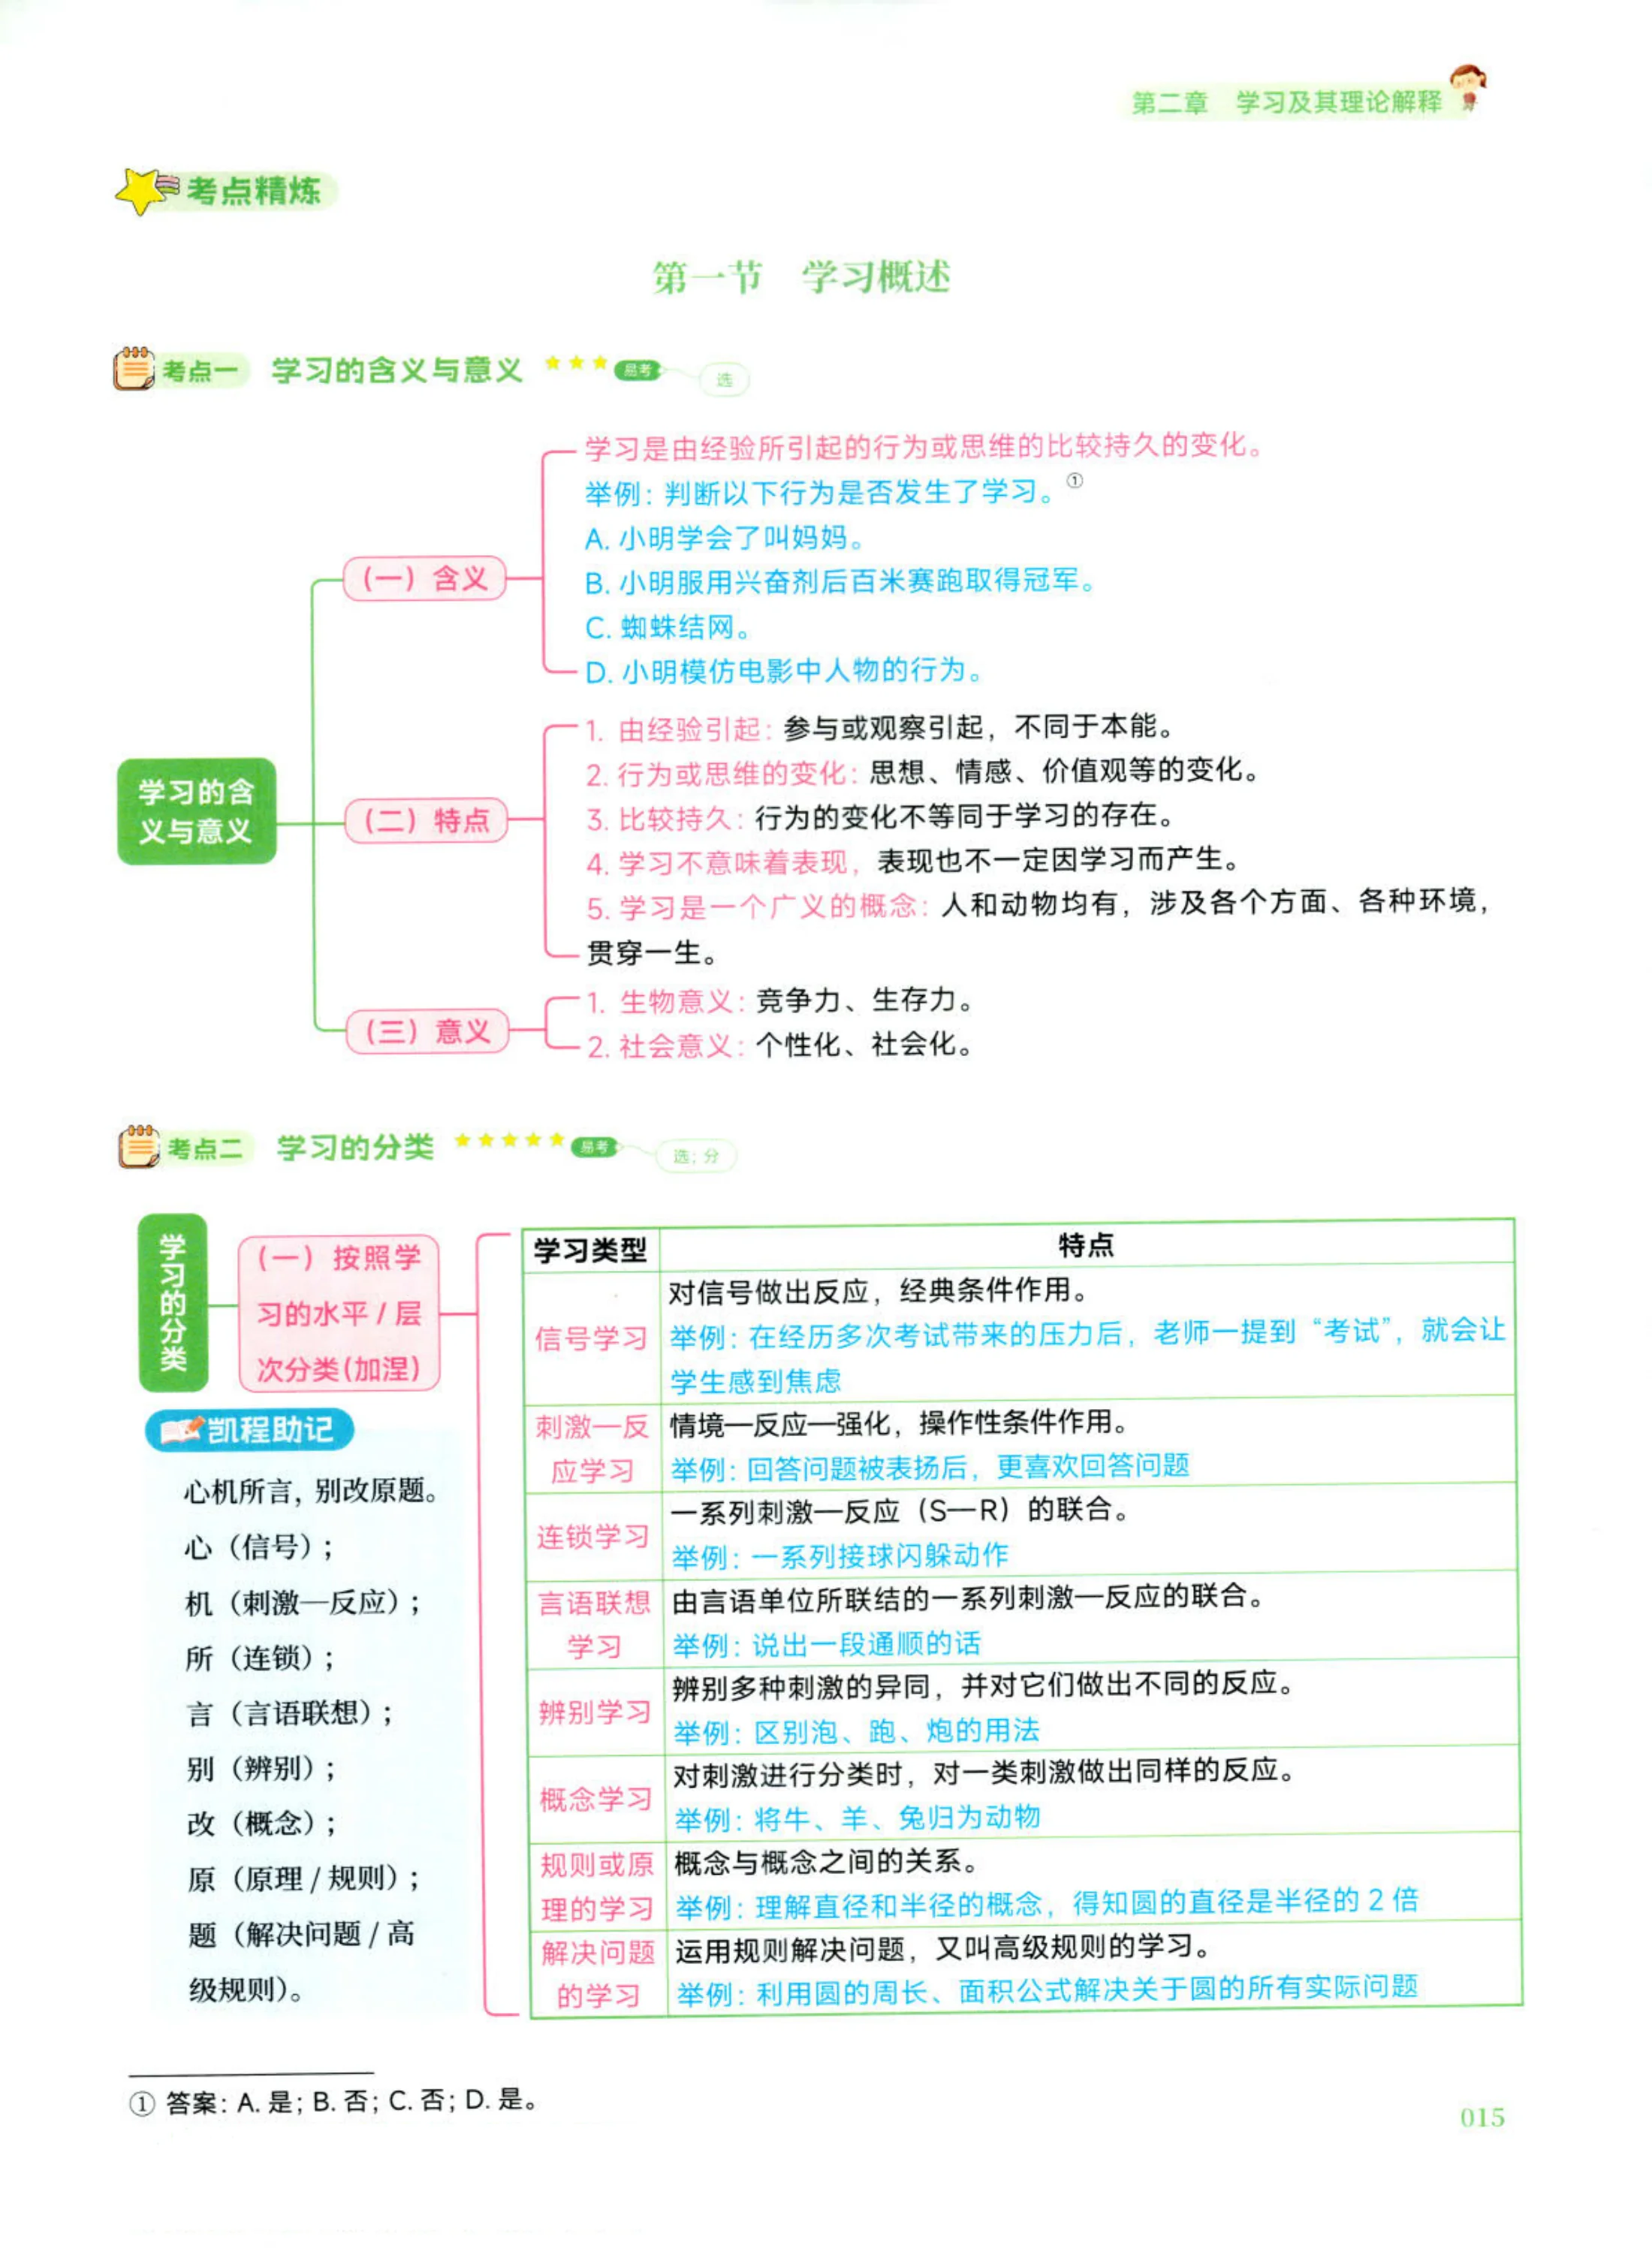 第二章 学习及其理论解释
考点精炼
第一节 学习概述
考点一 学习的含义与意义 易考 选
学习的含
义与意义
（一）含义
学习是由经验所引起的行为或思维的比较持久的变化。
举例：判断以下行为是否发生了学习。①
A. 小明学会了叫妈妈。
B. 小明服用兴奋剂后百米赛跑取得冠军。
C. 蜘蛛结网。
D. 小明模仿电影中人物的行为。
（二）特点
1. 由经验引起：参与或观察引起，不同于本能。
2. 行为或思维的变化：思想、情感、价值观等的变化。
3. 比较持久：行为的变化不等同于学习的存在。
4. 学习不意味着表现，表现也不一定因学习而产生。
5. 学习是一个广义的概念：人和动物均有，涉及各个方面、各种环境，
贯穿一生。
（三）意义
1. 生物意义：竞争力、生存力。
2. 社会意义：个性化、社会化。
考点二 学习的分类 易考 选；分
学习的分类
（一）按照学
习的水平 / 层
次分类（加涅）
凯程助记
心机所言，别改原题。
心（信号）；
机（刺激—反应）；
所（连锁）；
言（言语联想）；
别（辨别）；
改（概念）；
原（原理 / 规则）；
题（解决问题 / 高
级规则）。
学习类型 特点
信号学习
对信号做出反应，经典条件作用。
举例：在经历多次考试带来的压力后，老师一提到“考试”，就会让
学生感到焦虑
刺激—反
应学习
情境—反应—强化，操作性条件作用。
举例：回答问题被表扬后，更喜欢回答问题
连锁学习
一系列刺激—反应（S—R）的联合。
举例：一系列接球闪躲动作
言语联想
学习
由言语单位所联结的一系列刺激—反应的联合。
举例：说出一段通顺的话
辨别学习
辨别多种刺激的异同，并对它们做出不同的反应。
举例：区别泡、跑、炮的用法
概念学习
对刺激进行分类时，对一类刺激做出同样的反应。
举例：将牛、羊、兔归为动物
规则或原
理的学习
概念与概念之间的关系。
举例：理解直径和半径的概念，得知圆的直径是半径的 2 倍
解决问题
的学习
运用规则解决问题，又叫高级规则的学习。
举例：利用圆的周长、面积公式解决关于圆的所有实际问题
① 答案：A. 是；B. 否；C. 否；D. 是。
015